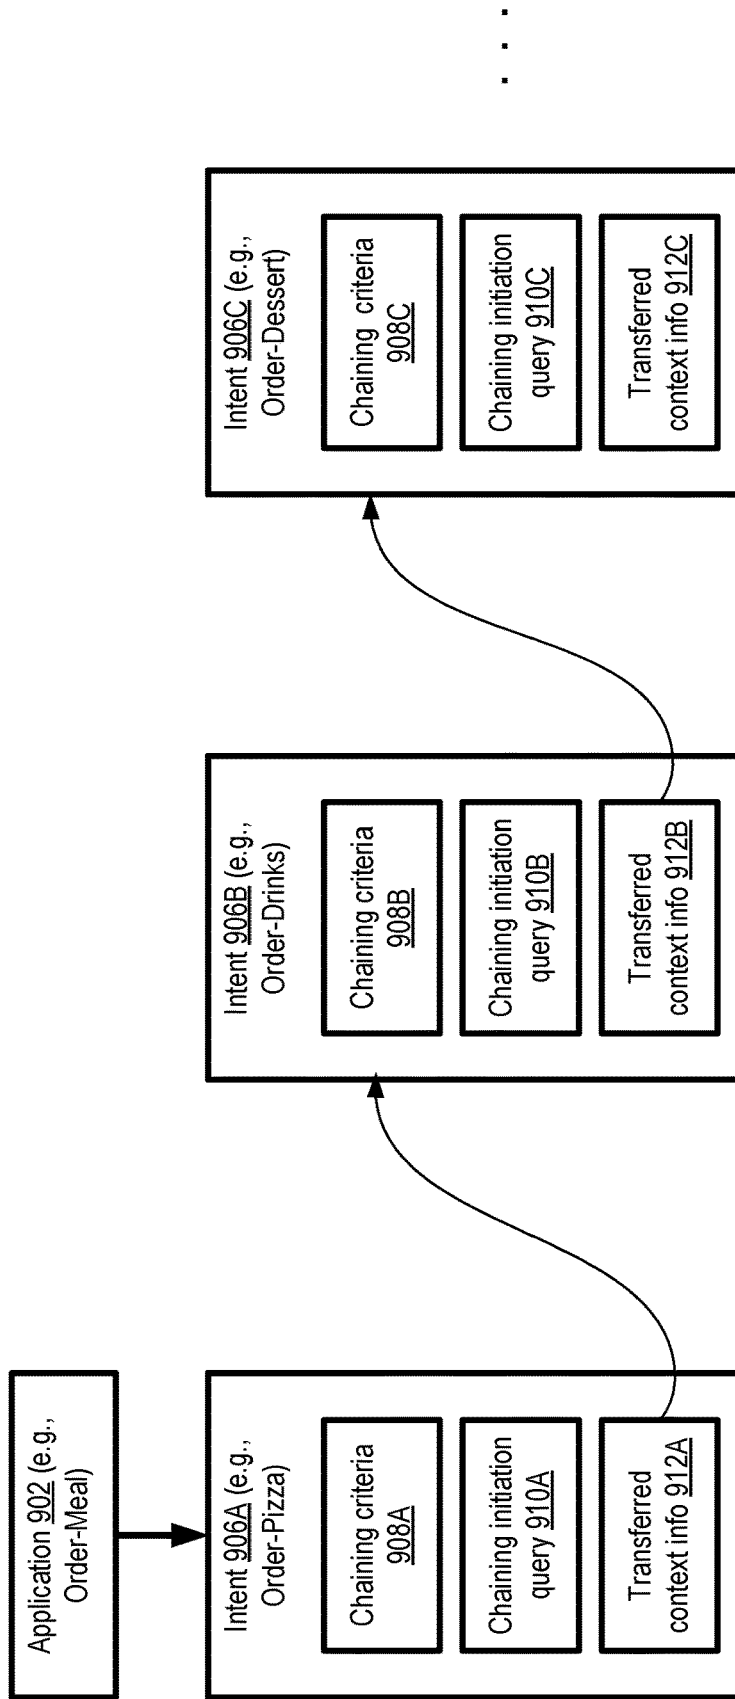 Application 902 (e.g.,
Order-Meal)
Intent 906A (e.g.,
Order-Pizza)
Chaining criteria
908A
Chaining initiation
query 910A
Transferred
context info 912A
Intent 906B (e.g.,
Order-Drinks)
Chaining criteria
908B
Chaining initiation
query 910B
Transferred
context info 912B
Intent 906C (e.g.,
Order-Dessert)
Chaining criteria
908C
Chaining initiation
query 910C
Transferred
context info 912C
. . .